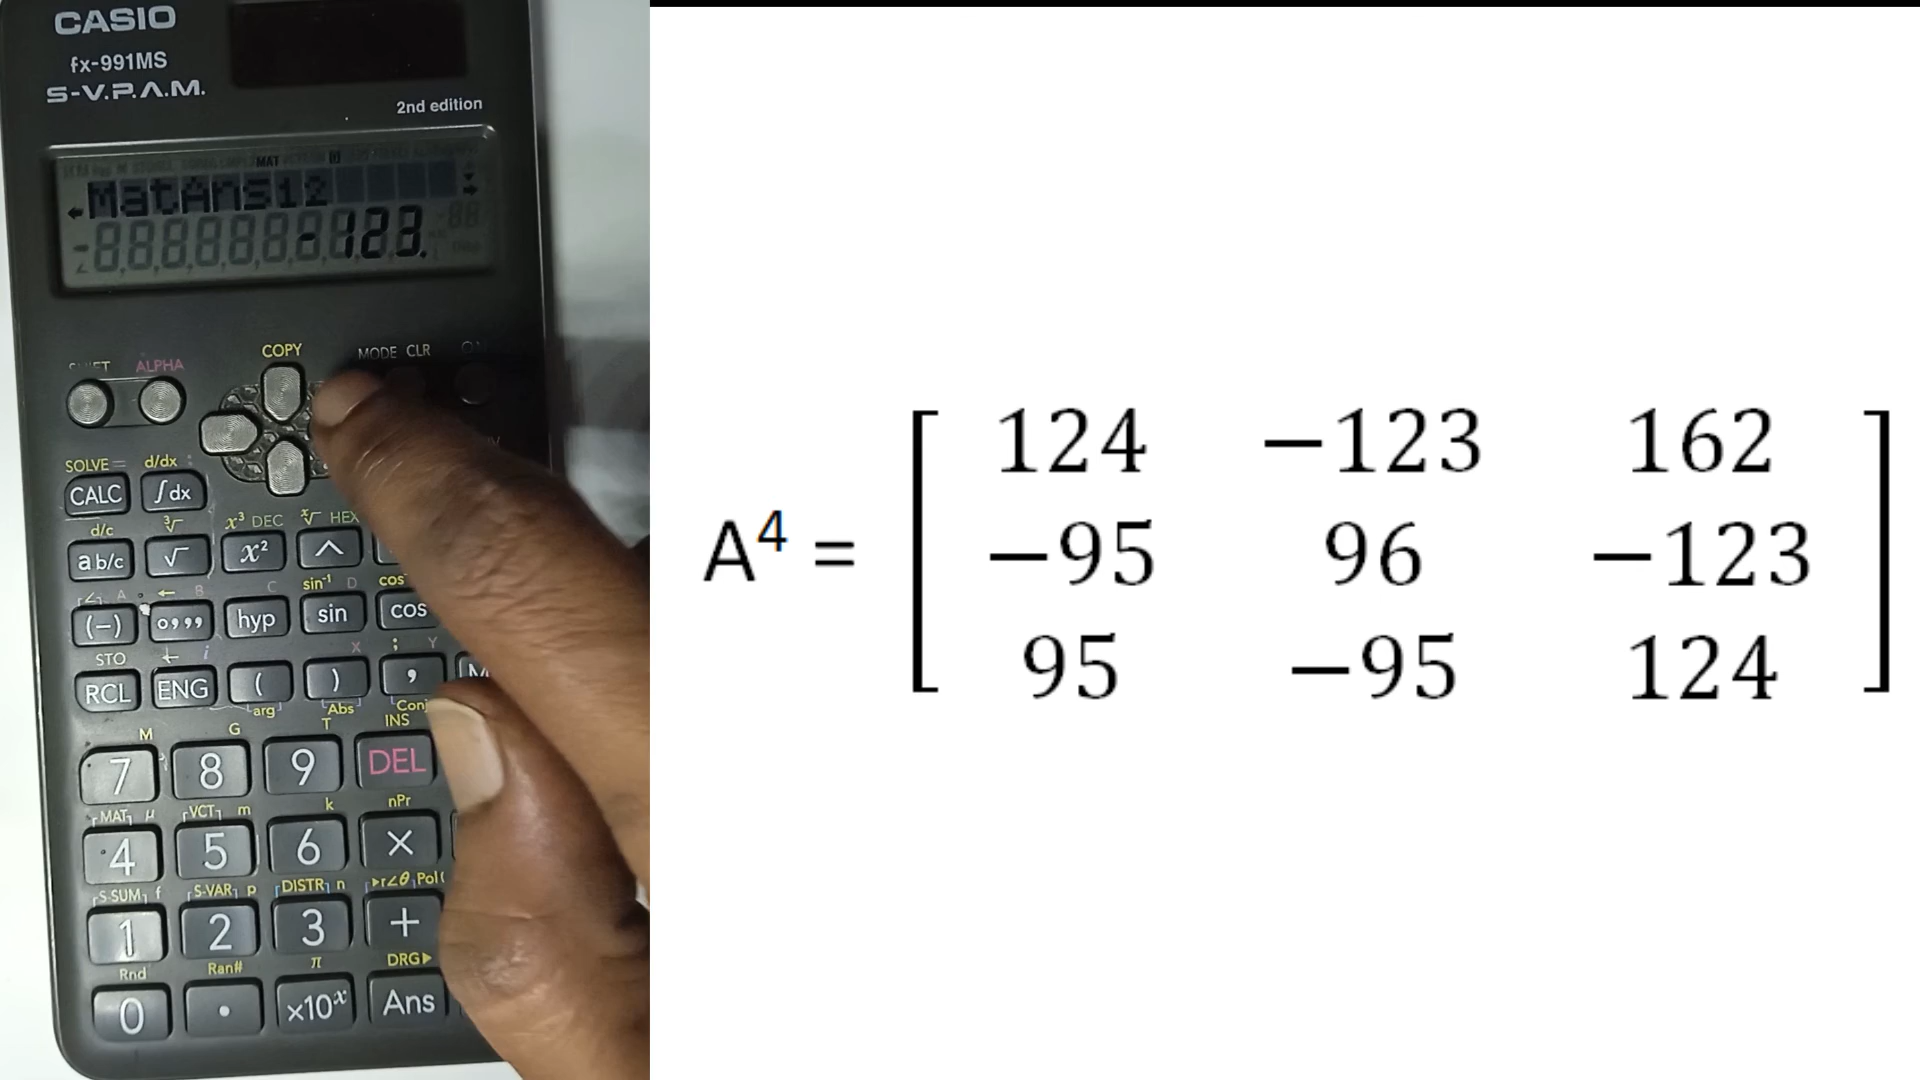 CASIO
fx-991MS
S-V.P.A.M.
2nd edition
MAT
MatAns12
-123.
COPY
MODE CLR
ALPHA
SOLVE = d/dx :
CALC ∫dx
d/c ³√ x³ DEC ˣ√ HEX
a b/c √ x² ^
∠ A ← B C sin⁻¹ D cos
(−) o,,, hyp sin cos
STO ← i X ; Y
RCL ENG ( ) , M
arg Abs Conj
M G T INS
7 8 9 DEL
MAT μ VCT m k nPr
4 5 6 ×
S-SUM f S-VAR p DISTR n ▶r∠θ Pol(
1 2 3 +
Rnd Ran# π DRG▶
0 . ×10ˣ Ans
124 −123 162
A⁴ = −95 96 −123
95 −95 124